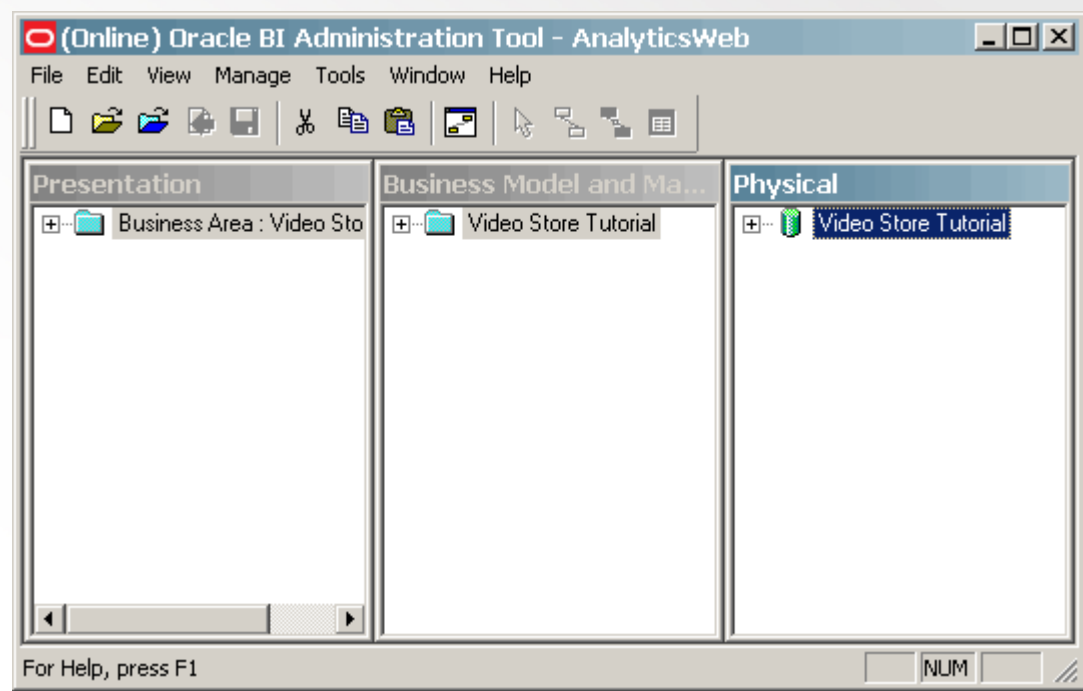 (Online) Oracle BI Administration Tool - AnalyticsWeb
File Edit View Manage Tools Window Help
Presentation
Business Model and Ma...
Physical
Business Area : Video Sto
Video Store Tutorial
Video Store Tutorial
For Help, press F1
NUM